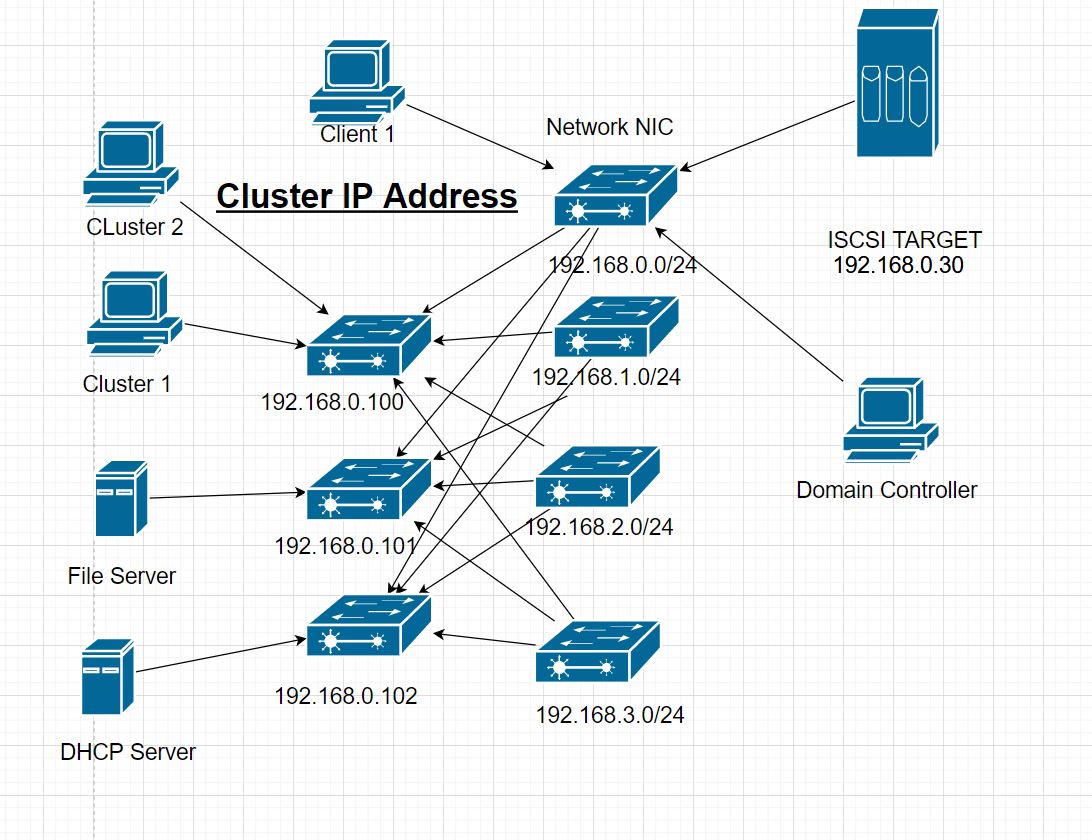 Client 1
Network NIC
CLuster 2
Cluster IP Address
ISCSI TARGET
192.168.0.30
192.168.0.0/24
Cluster 1
192.168.1.0/24
192.168.0.100
Domain Controller
192.168.2.0/24
192.168.0.101
File Server
192.168.0.102
192.168.3.0/24
DHCP Server